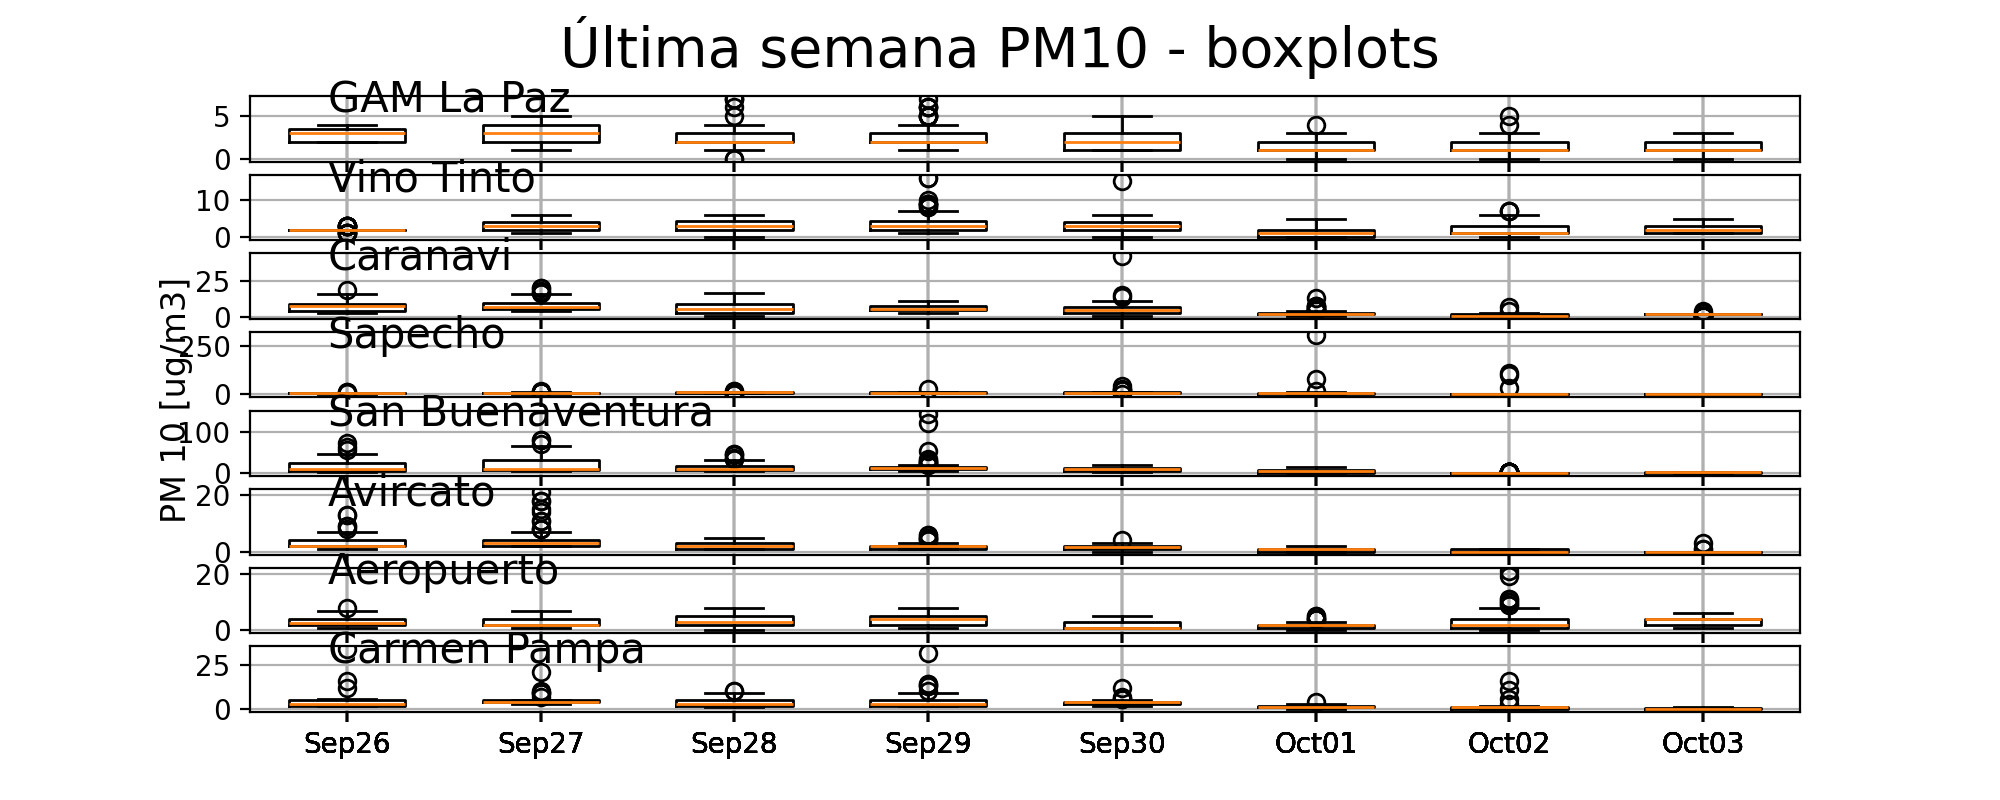 Última semana PM10 - boxplots
GAM La Paz
5
0
Vino Tinto
10
0
Caranavi
25
0
Sapecho
250
0
San Buenaventura
100
0
Avircato
20
0
Aeropuerto
20
0
Carmen Pampa
25
0
PM 10 [ug/m3]
Sep26 Sep27 Sep28 Sep29 Sep30 Oct01 Oct02 Oct03